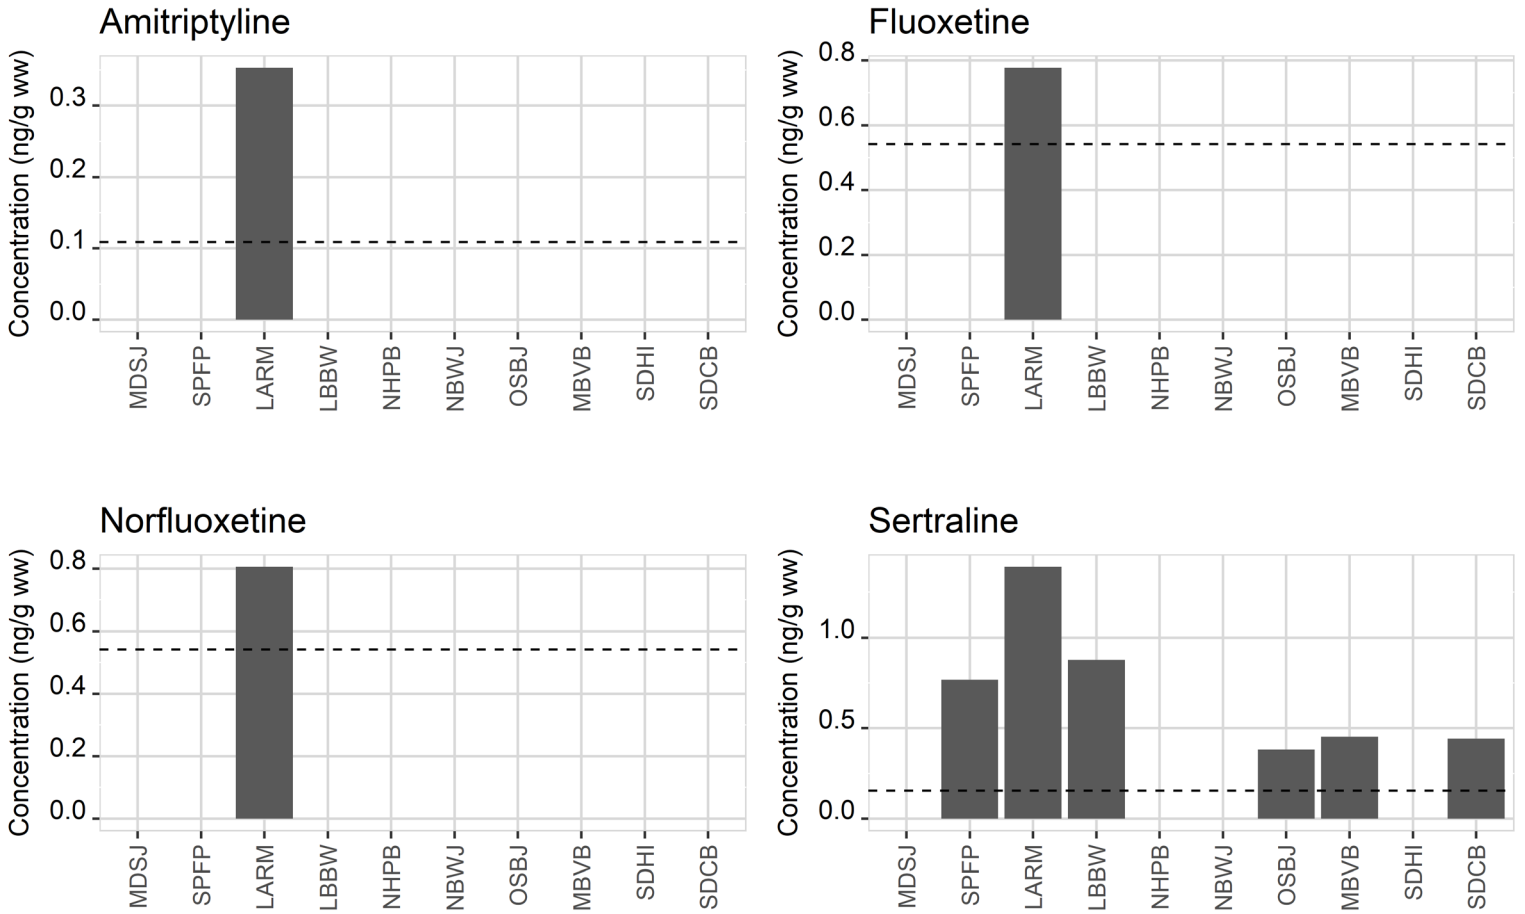 Amitriptyline
Concentration (ng/g ww)
0.3
0.2
0.1
0.0
MDSJ
SPFP
LARM
LBBW
NHPB
NBWJ
OSBJ
MBVB
SDHI
SDCB
Fluoxetine
Concentration (ng/g ww)
0.8
0.6
0.4
0.2
0.0
MDSJ
SPFP
LARM
LBBW
NHPB
NBWJ
OSBJ
MBVB
SDHI
SDCB
Norfluoxetine
Concentration (ng/g ww)
0.8
0.6
0.4
0.2
0.0
MDSJ
SPFP
LARM
LBBW
NHPB
NBWJ
OSBJ
MBVB
SDHI
SDCB
Sertraline
Concentration (ng/g ww)
1.0
0.5
0.0
MDSJ
SPFP
LARM
LBBW
NHPB
NBWJ
OSBJ
MBVB
SDHI
SDCB